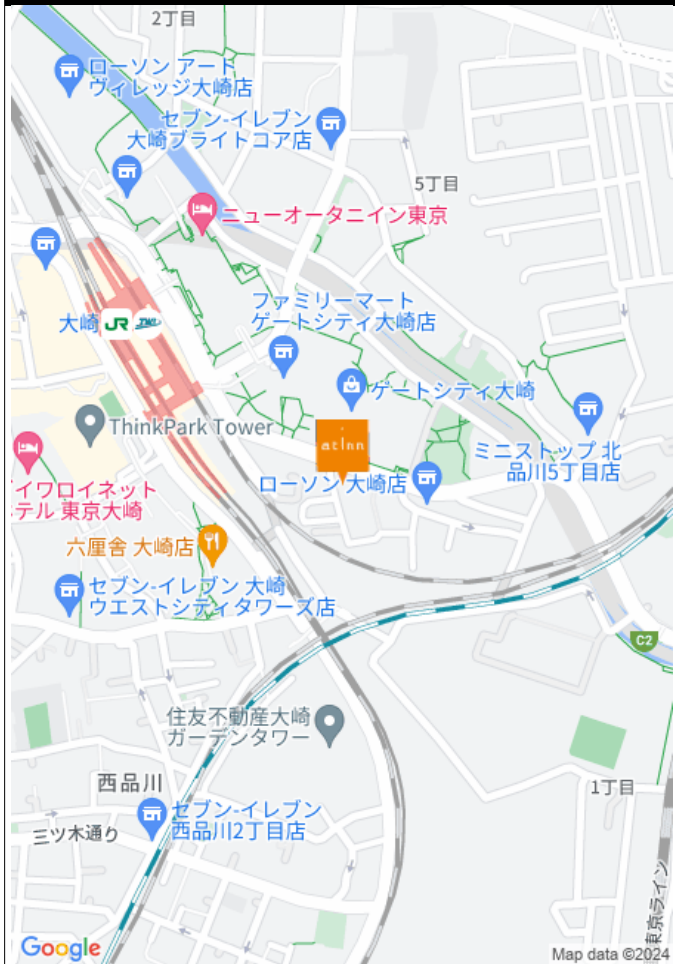 2丁目
ローソン アート
ヴィレッジ大崎店
セブン-イレブン
大崎ブライトコア店
5丁目
ニューオータニイン東京
ファミリーマート
ゲートシティ大崎店
大崎
JR
TWR
ゲートシティ大崎
ThinkPark Tower
atinn
ミニストップ 北
品川5丁目店
イワロイネット
テル 東京大崎
ローソン 大崎店
六厘舎 大崎店
セブン-イレブン 大崎
ウエストシティタワーズ店
C2
住友不動産大崎
ガーデンタワー
西品川
1丁目
セブン-イレブン
西品川2丁目店
三ツ木通り
東京ライン
Google
Map data ©2024